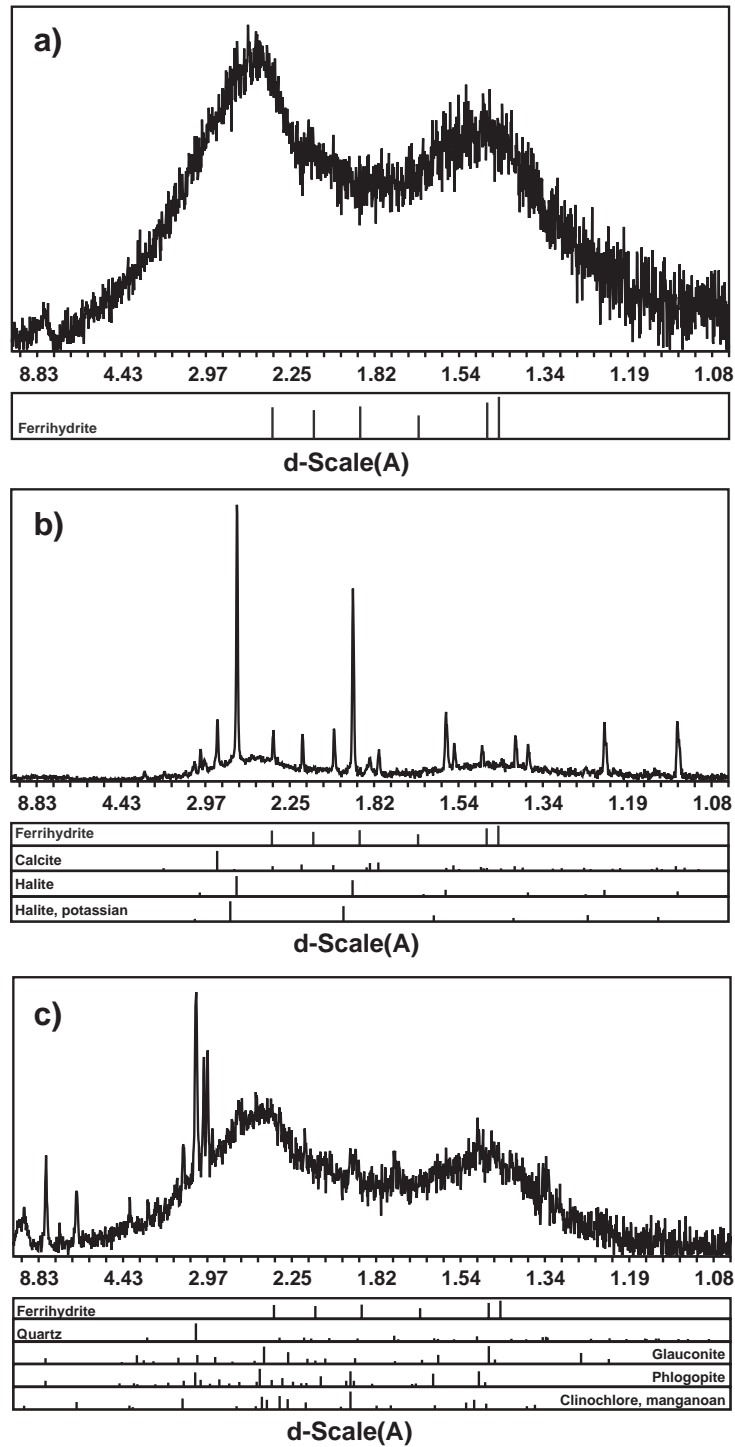 a)
8.83 4.43 2.97 2.25 1.82 1.54 1.34 1.19 1.08
Ferrihydrite
d-Scale(A)
b)
8.83 4.43 2.97 2.25 1.82 1.54 1.34 1.19 1.08
Ferrihydrite
Calcite
Halite
Halite, potassian
d-Scale(A)
c)
8.83 4.43 2.97 2.25 1.82 1.54 1.34 1.19 1.08
Ferrihydrite
Quartz
Glauconite
Phlogopite
Clinochlore, manganoan
d-Scale(A)